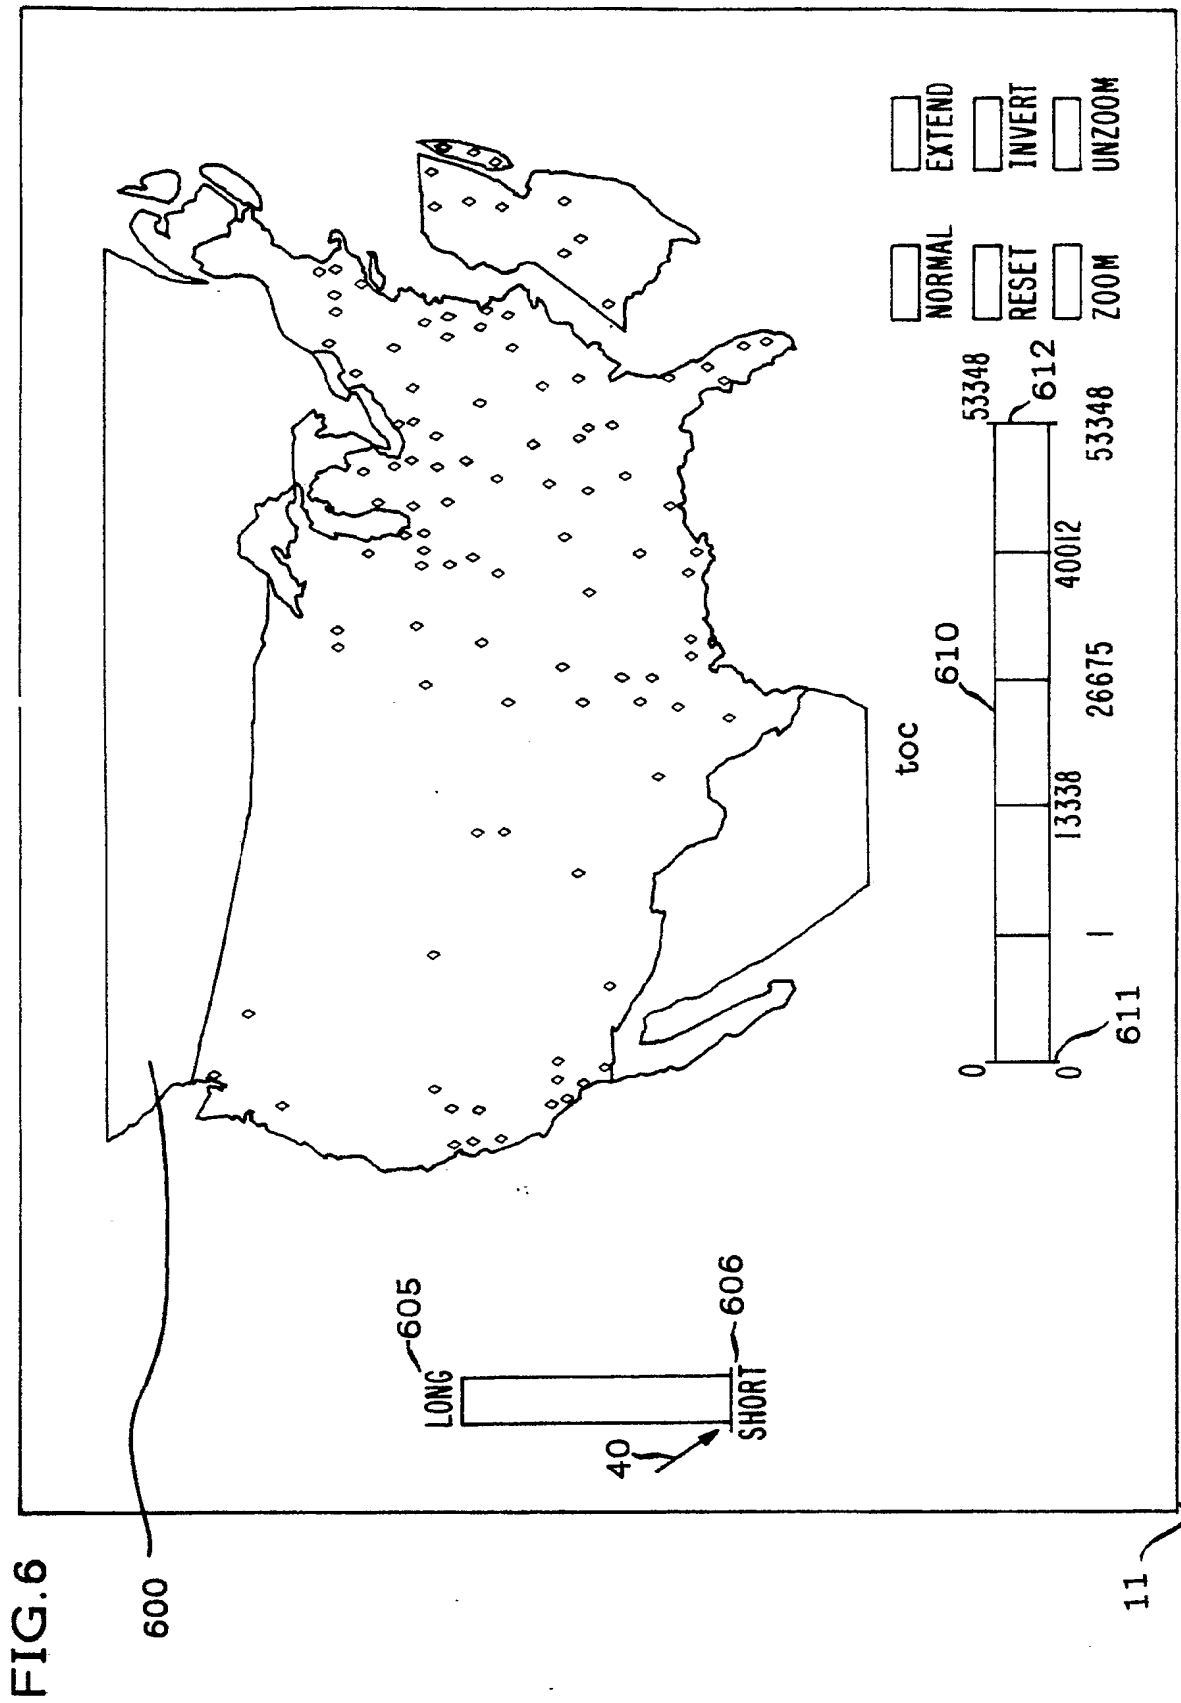 FIG.6
600
LONG
605
40
606
SHORT
toc
610
0
53348
612
0
611
1
13338
26675
40012
53348
NORMAL
EXTEND
RESET
INVERT
ZOOM
UNZOOM
11